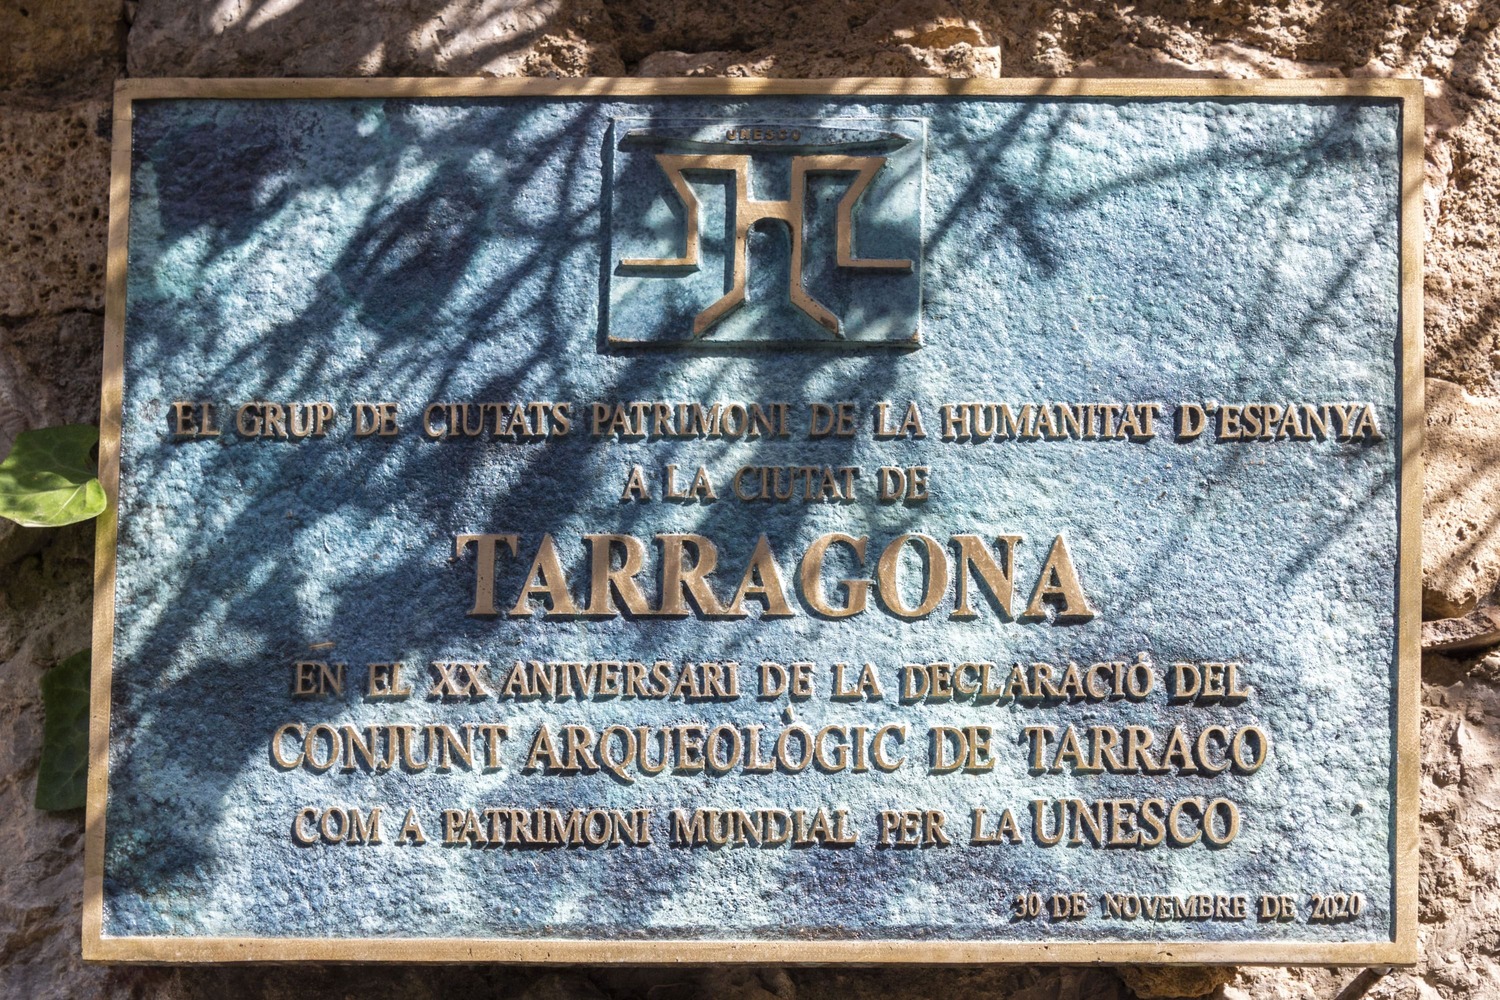 UNESCO
EL GRUP DE CIUTATS PATRIMONI DE LA HUMANITAT D'ESPANYA
A LA CIUTAT DE
TARRAGONA
EN EL XX ANIVERSARI DE LA DECLARACIÓ DEL
CONJUNT ARQUEOLÒGIC DE TARRACO
COM A PATRIMONI MUNDIAL PER LA UNESCO
30 DE NOVEMBRE DE 2020